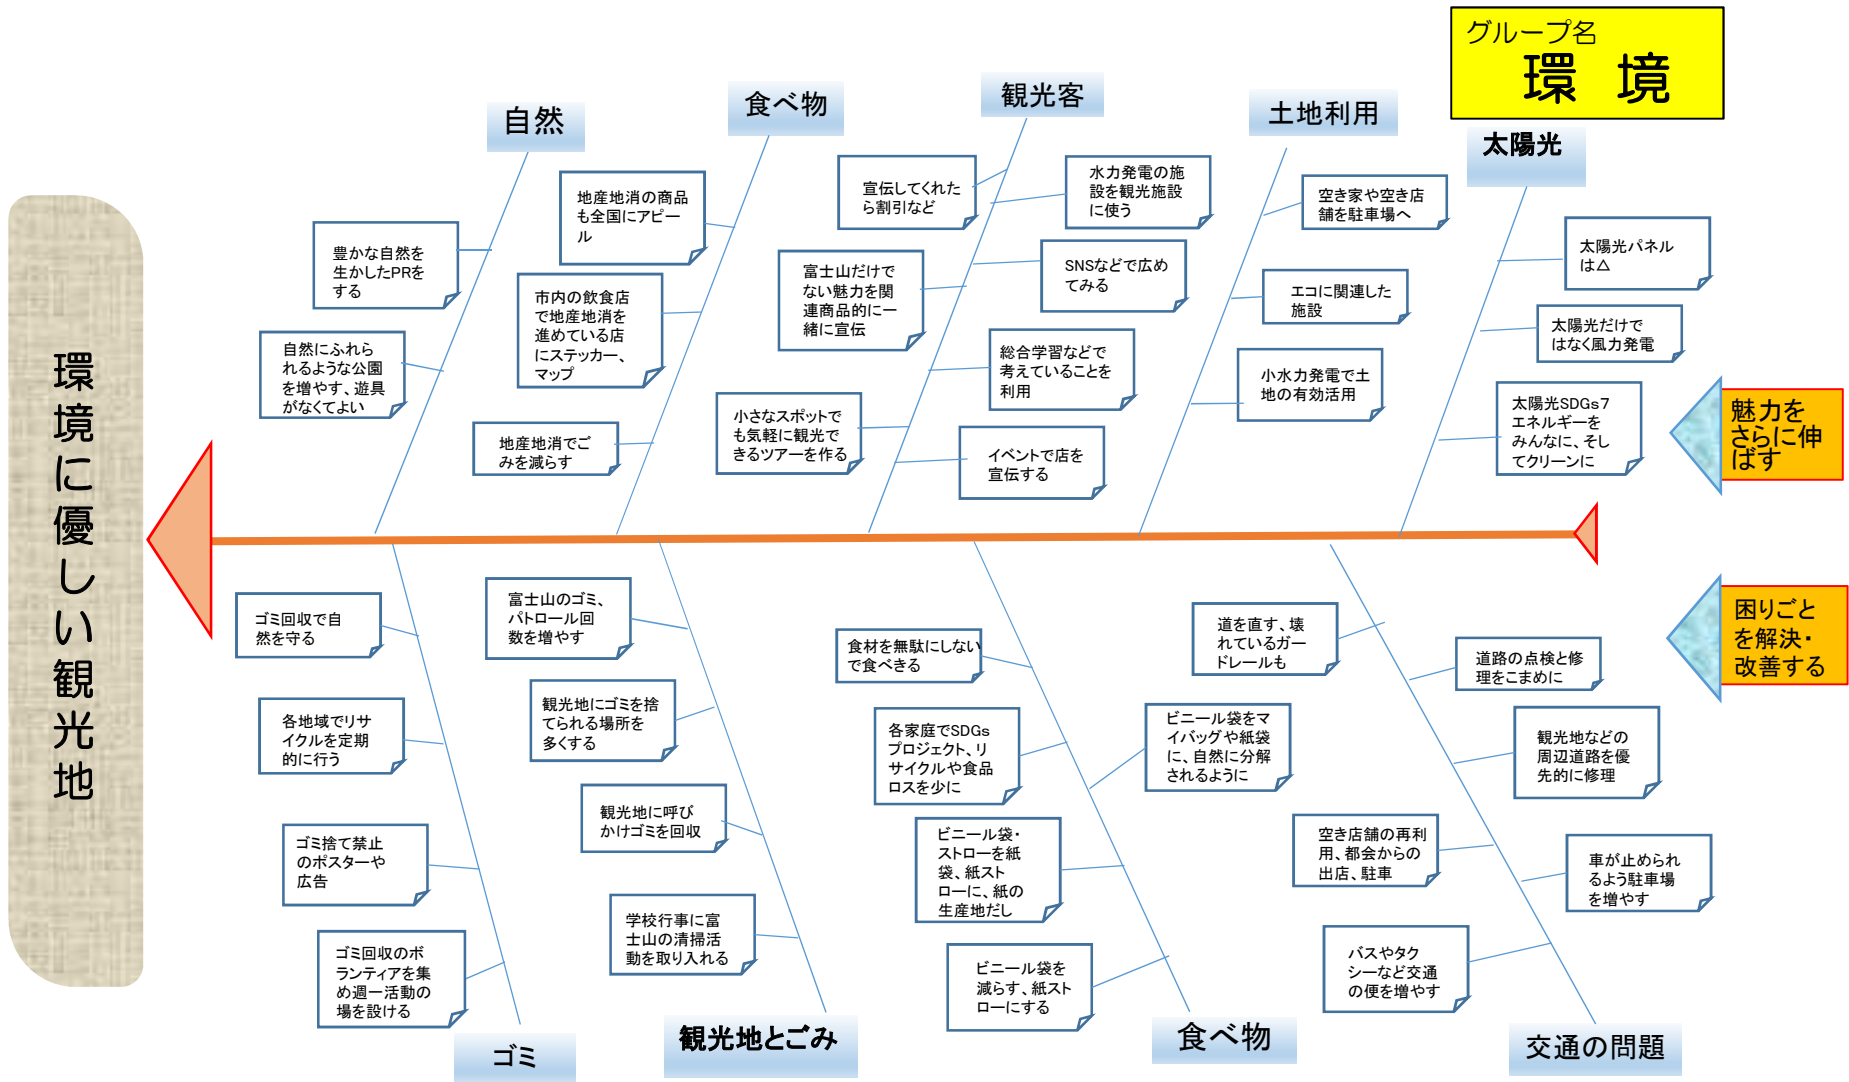 グループ名
環 境
自然
食べ物
観光客
土地利用
太陽光
豊かな自然を
生かしたPRを
する
自然にふれら
れるような公園
を増やす、遊具
がなくてよい
地産地消の商品
も全国にアピー
ル
市内の飲食店
で地産地消を
進めている店
にステッカー、
マップ
地産地消でご
みを減らす
宣伝してくれた
ら割引など
水力発電の施
設を観光施設
に使う
富士山だけで
ない魅力を関
連商品的に一
緒に宣伝
SNSなどで広め
てみる
総合学習などで
考えていることを
利用
小さなスポットで
も気軽に観光で
きるツアーを作る
イベントで店を
宣伝する
空き家や空き店
舗を駐車場へ
エコに関連した
施設
小水力発電で土
地の有効活用
太陽光パネル
は△
太陽光だけで
はなく風力発電
太陽光SDGs7
エネルギーを
みんなに、そし
てクリーンに
魅力を
さらに伸
ばす
環境に優しい観光地
困りごと
を解決・
改善する
ゴミ回収で自
然を守る
各地域でリサ
イクルを定期
的に行う
ゴミ捨て禁止
のポスターや
広告
ゴミ回収のボ
ランティアを集
め週一活動の
場を設ける
富士山のゴミ、
パトロール回
数を増やす
観光地にゴミを捨
てられる場所を
多くする
観光地に呼び
かけゴミを回収
学校行事に富
士山の清掃活
動を取り入れる
食材を無駄にしない
で食べきる
各家庭でSDGs
プロジェクト、リ
サイクルや食品
ロスを少に
ビニール袋をマ
イバッグや紙袋
に、自然に分解
されるように
ビニール袋・
ストローを紙
袋、紙スト
ローに、紙の
生産地だし
ビニール袋を
減らす、紙スト
ローにする
道を直す、壊
れているガー
ドレールも
道路の点検と修
理をこまめに
観光地などの
周辺道路を優
先的に修理
空き店舗の再利
用、都会からの
出店、駐車
車が止められ
るよう駐車場
を増やす
バスやタク
シーなど交通
の便を増やす
ゴミ
観光地とごみ
食べ物
交通の問題